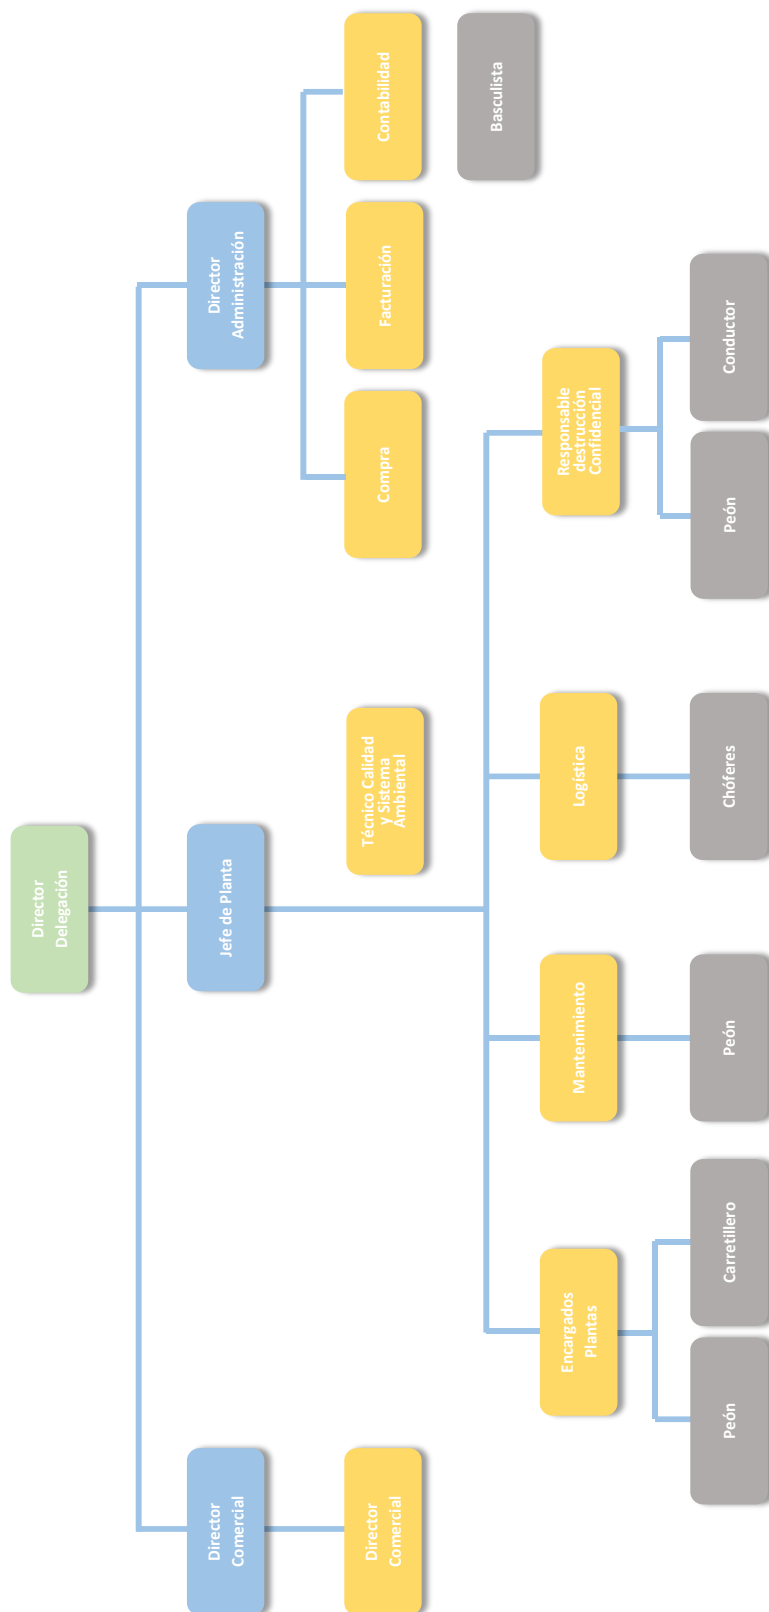 Director
Delegación
Director
Comercial
Jefe de Planta
Director
Administración
Director
Comercial
Técnico Calidad
y Sistema
Ambiental
Compra
Facturación
Contabilidad
Basculista
Encargados
Plantas
Mantenimiento
Logística
Responsable
destrucción
Confidencial
Peón
Carretillero
Peón
Chóferes
Peón
Conductor